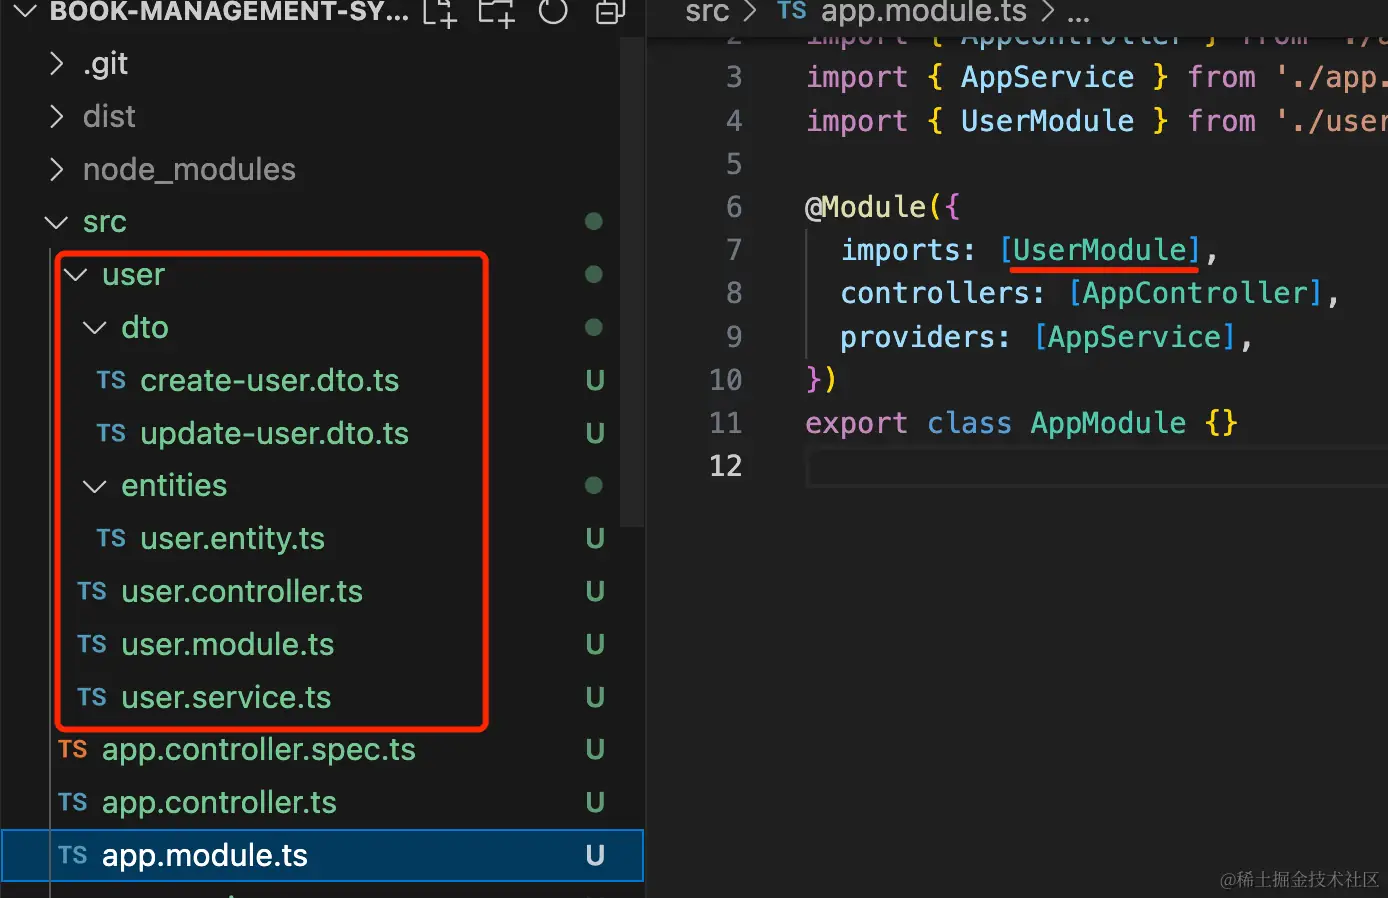 BOOK-MANAGEMENT-SY...
.git
dist
node_modules
src
user
dto
TS create-user.dto.ts U
TS update-user.dto.ts U
entities
TS user.entity.ts U
TS user.controller.ts U
TS user.module.ts U
TS user.service.ts U
TS app.controller.spec.ts U
TS app.controller.ts U
TS app.module.ts U
src > TS app.module.ts > ...
2 import { AppController } from './a
3 import { AppService } from './app.
4 import { UserModule } from './user
5
6 @Module({
7 imports: [UserModule],
8 controllers: [AppController],
9 providers: [AppService],
10 })
11 export class AppModule {}
12
@稀土掘金技术社区